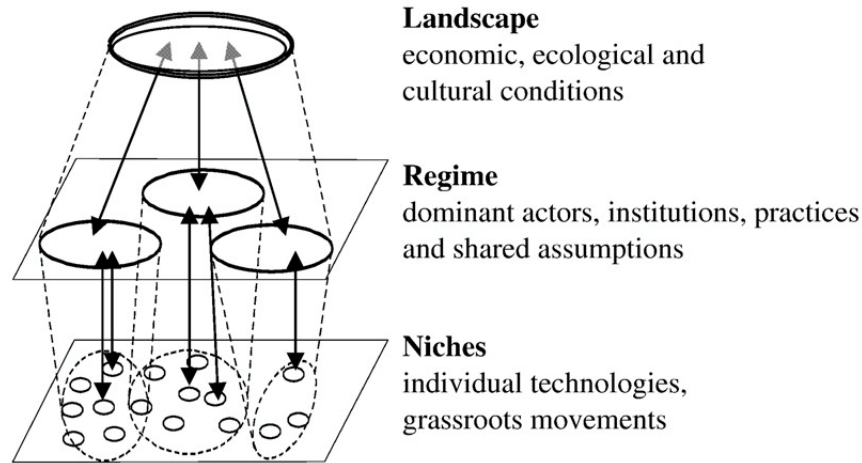 Landscape
economic, ecological and
cultural conditions
Regime
dominant actors, institutions, practices
and shared assumptions
Niches
individual technologies,
grassroots movements